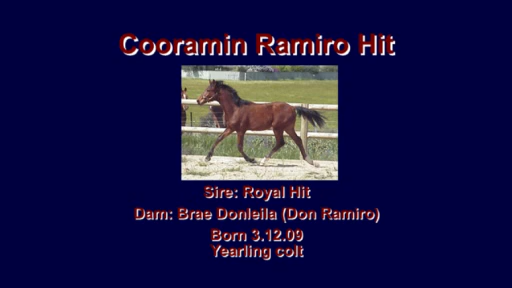 Cooramin Ramiro Hit
Sire: Royal Hit
Dam: Brae Donleila (Don Ramiro)
Born 3.12.09
Yearling colt